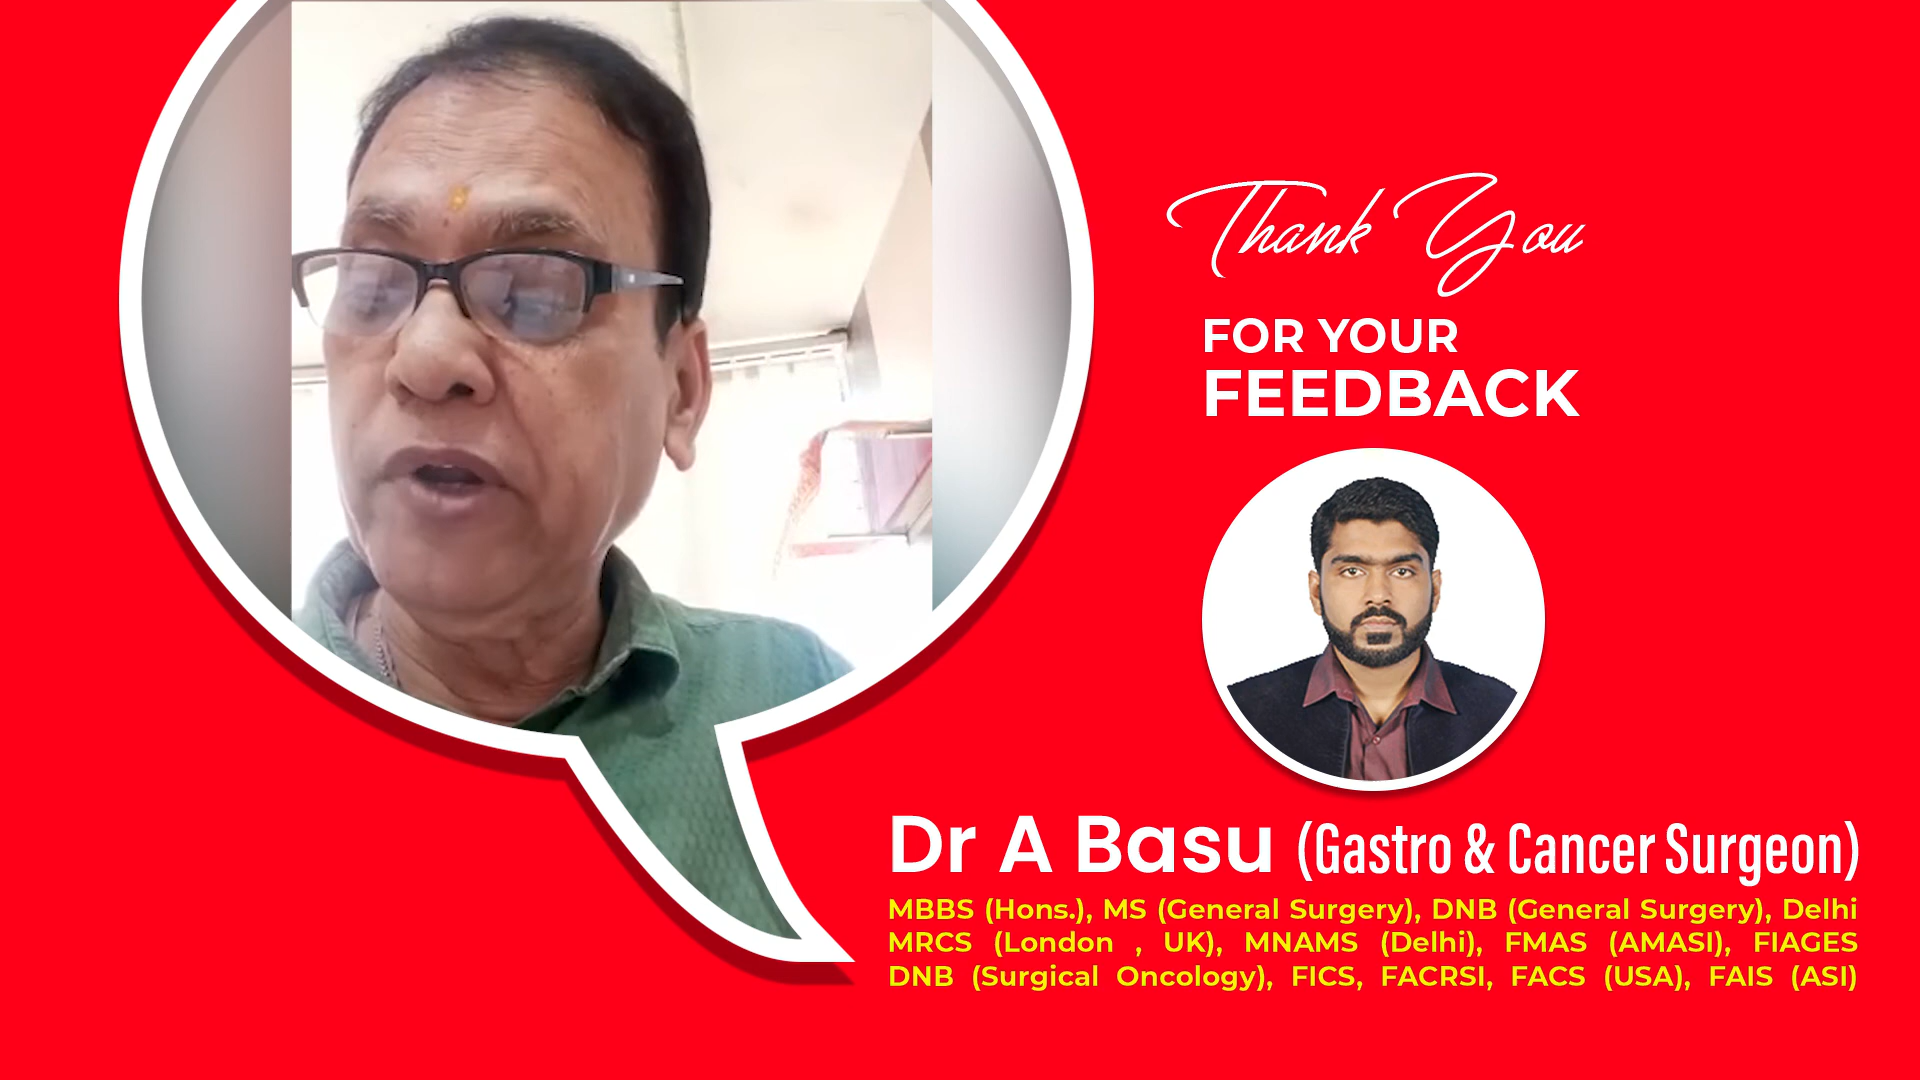 Thank You
FOR YOUR
FEEDBACK
Dr A Basu (Gastro & Cancer Surgeon)
MBBS (Hons.), MS (General Surgery), DNB (General Surgery), Delhi
MRCS (London , UK), MNAMS (Delhi), FMAS (AMASI), FIAGES
DNB (Surgical Oncology), FICS, FACRSI, FACS (USA), FAIS (ASI)